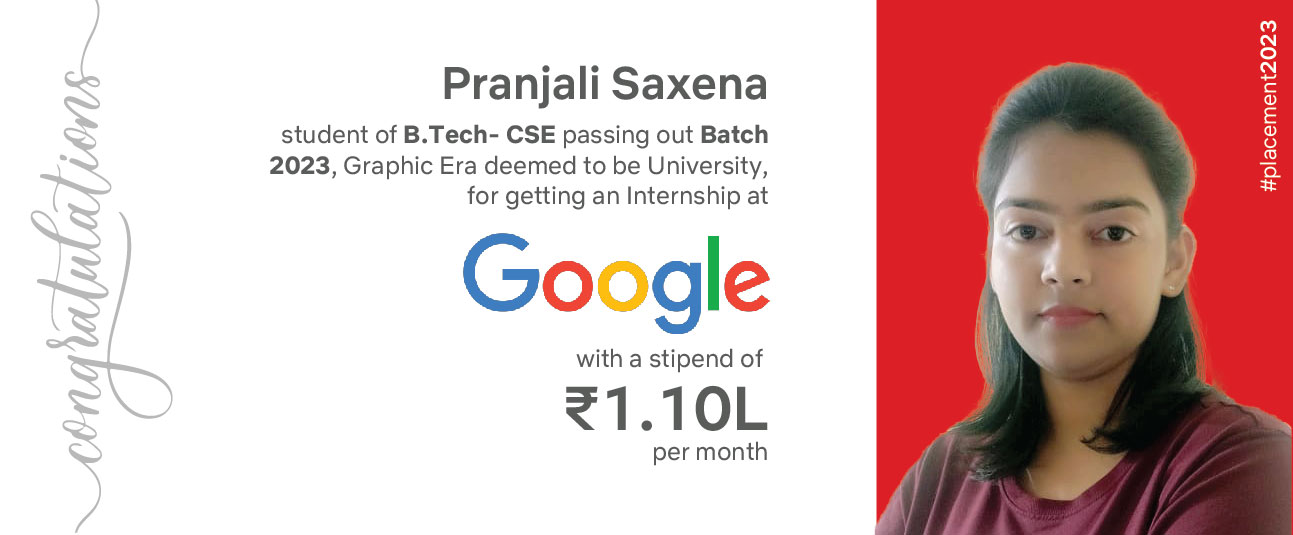 congratulations
Pranjali Saxena
student of B.Tech- CSE passing out Batch
2023, Graphic Era deemed to be University,
for getting an Internship at
Google
with a stipend of
₹1.10L
per month
#placement2023